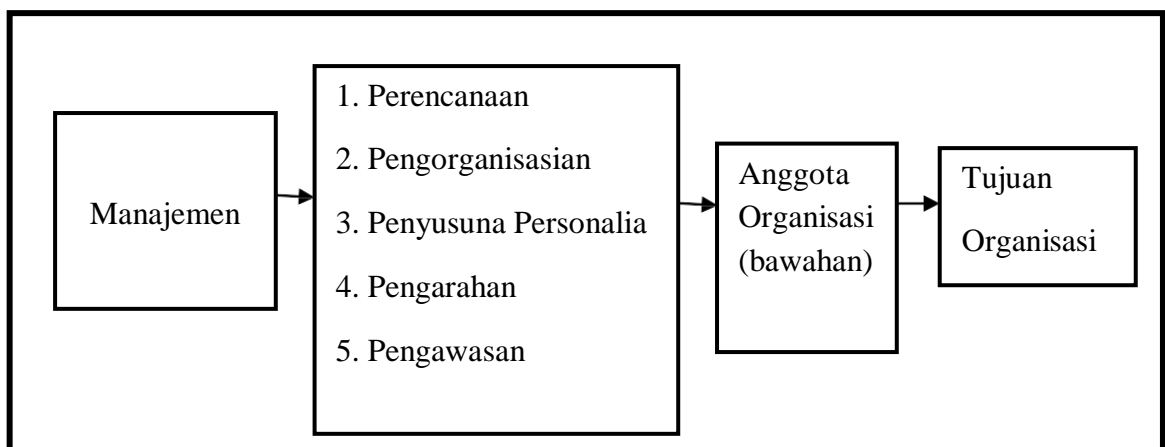 Manajemen
1. Perencanaan
2. Pengorganisasian
3. Penyusuna Personalia
4. Pengarahan
5. Pengawasan
Anggota
Organisasi
(bawahan)
Tujuan
Organisasi